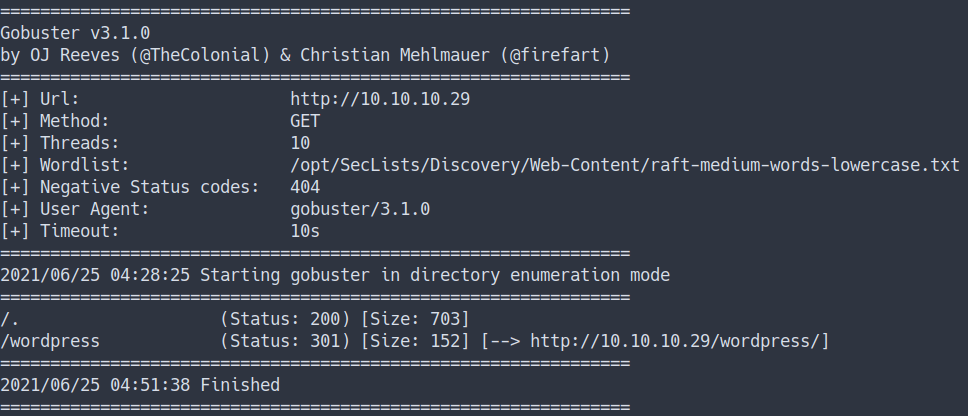 ===============================================================
Gobuster v3.1.0
by OJ Reeves (@TheColonial) & Christian Mehlmauer (@firefart)
===============================================================
[+] Url:                     http://10.10.10.29
[+] Method:                  GET
[+] Threads:                 10
[+] Wordlist:                /opt/SecLists/Discovery/Web-Content/raft-medium-words-lowercase.txt
[+] Negative Status codes:   404
[+] User Agent:              gobuster/3.1.0
[+] Timeout:                 10s
===============================================================
2021/06/25 04:28:25 Starting gobuster in directory enumeration mode
===============================================================
/.                    (Status: 200) [Size: 703]
/wordpress            (Status: 301) [Size: 152] [--> http://10.10.10.29/wordpress/]
===============================================================
2021/06/25 04:51:38 Finished
===============================================================